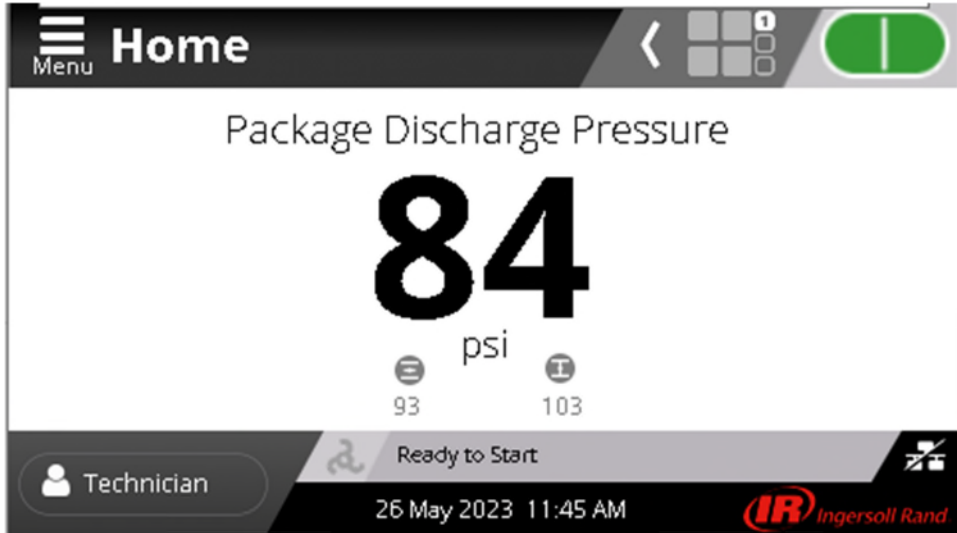 Home
1
Menu
Package Discharge Pressure
84
psi
93
103
Ready to Start
Technician
26 May 2023 11:45 AM
IR Ingersoll Rand